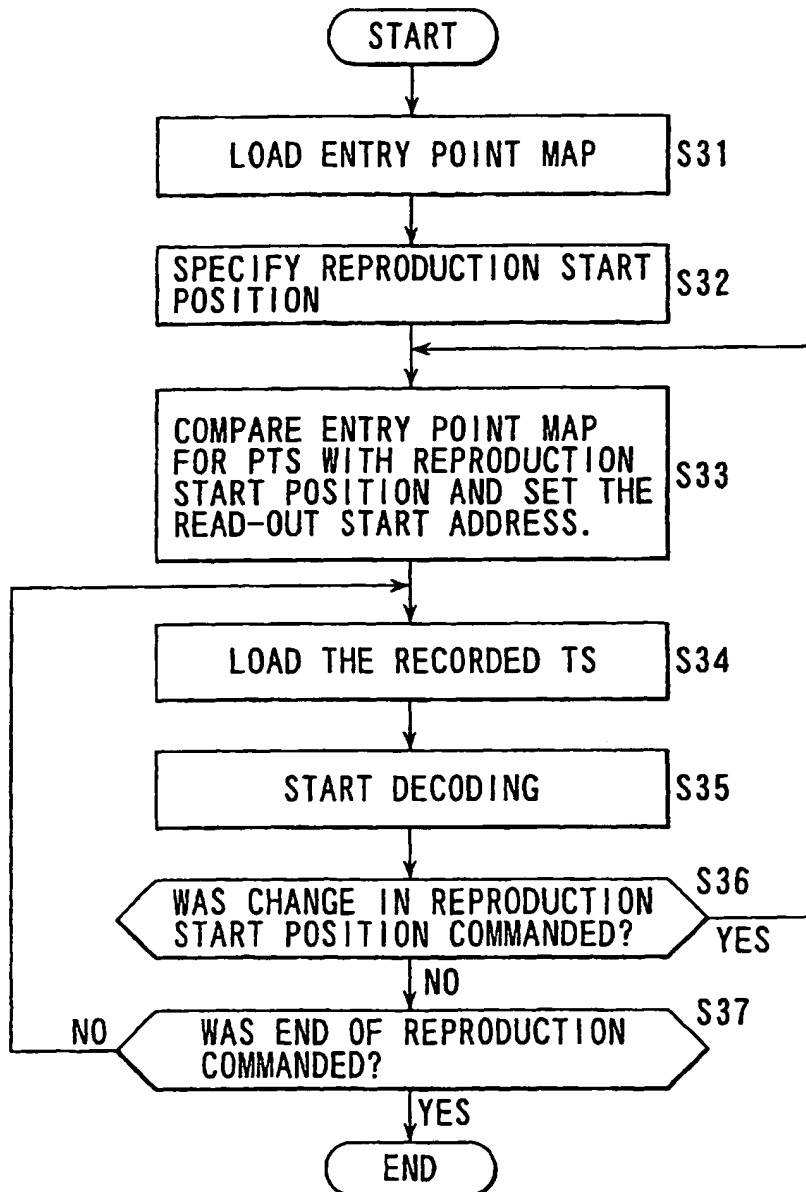 START
LOAD ENTRY POINT MAP
S31
SPECIFY REPRODUCTION START
POSITION
S32
COMPARE ENTRY POINT MAP
FOR PTS WITH REPRODUCTION
START POSITION AND SET THE
READ-OUT START ADDRESS.
S33
LOAD THE RECORDED TS
S34
START DECODING
S35
WAS CHANGE IN REPRODUCTION
START POSITION COMMANDED?
S36
YES
NO
WAS END OF REPRODUCTION
COMMANDED?
S37
NO
YES
END